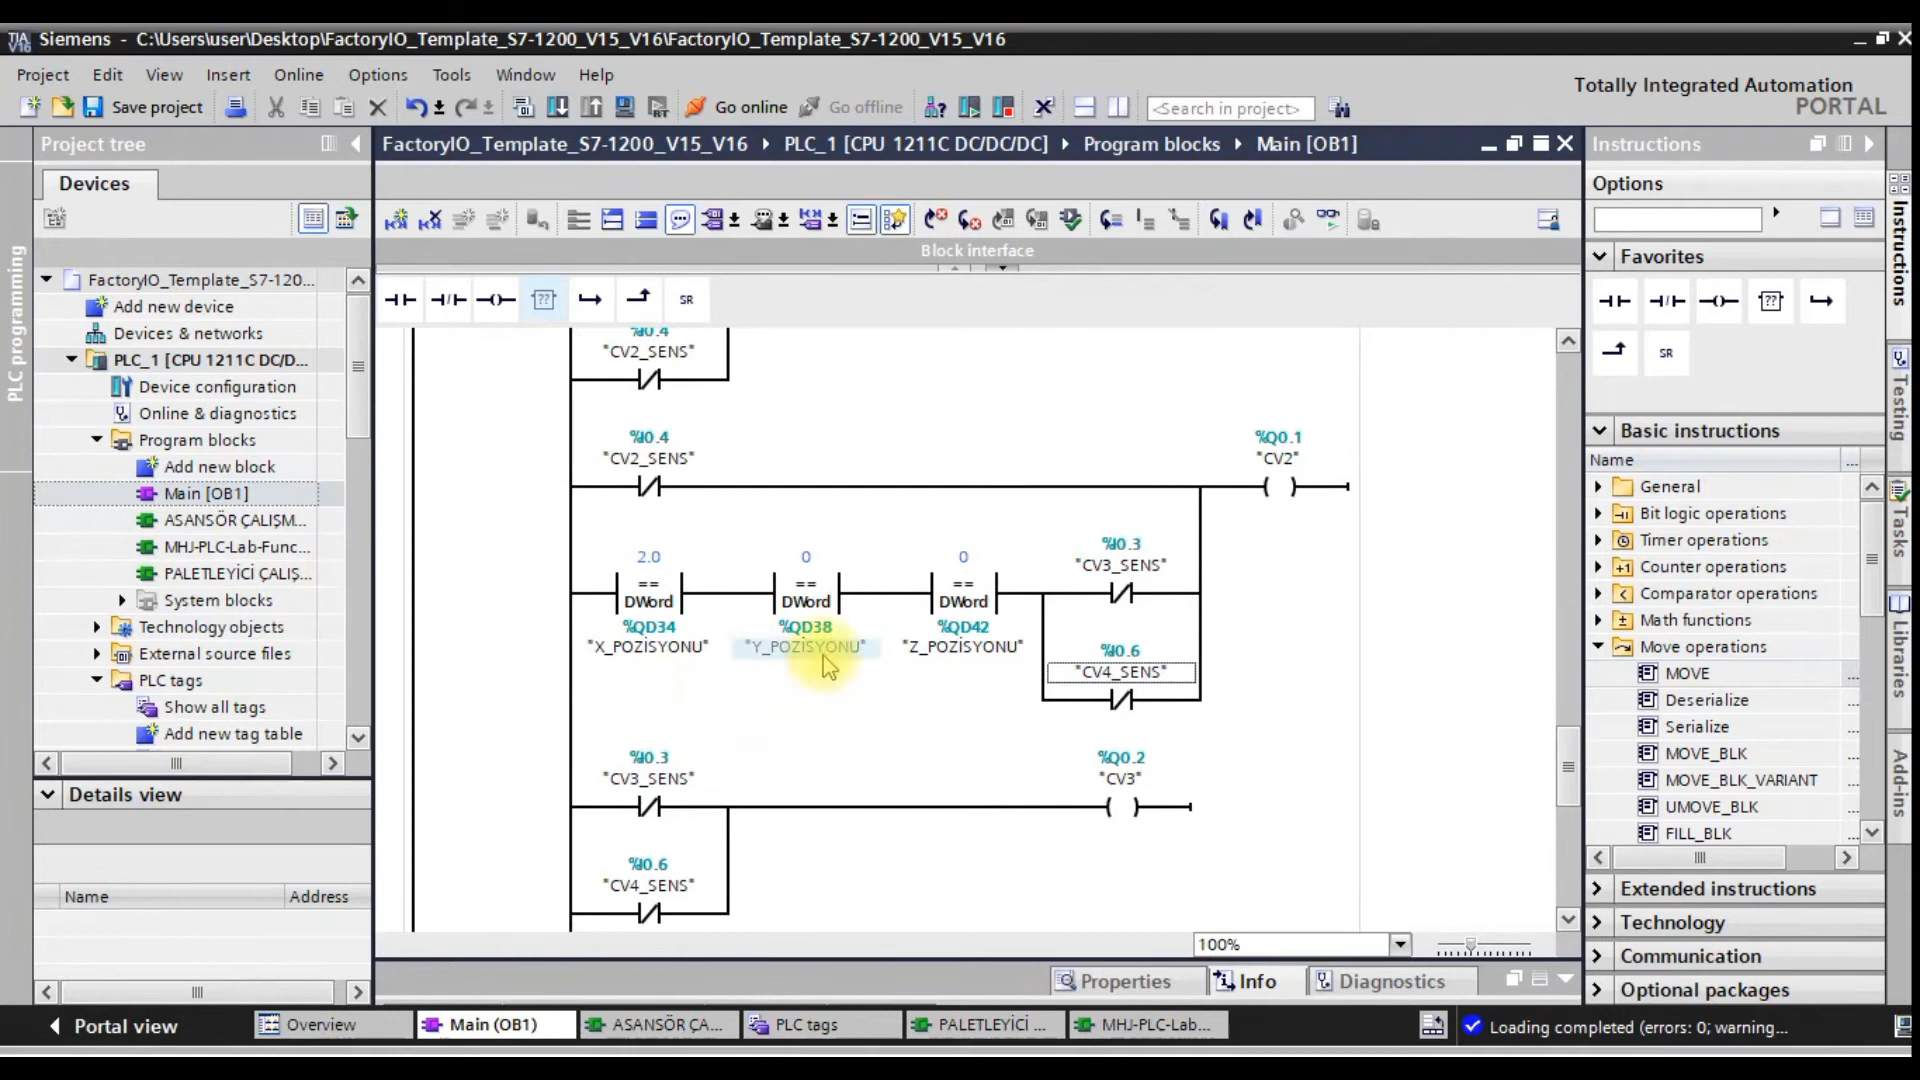 TIA V16 Siemens - C:\Users\user\Desktop\FactoryIO_Template_S7-1200_V15_V16\FactoryIO_Template_S7-1200_V15_V16
Project Edit View Insert Online Options Tools Window Help
Totally Integrated Automation
PORTAL
Save project Go online Go offline <Search in project>
Project tree
FactoryIO_Template_S7-1200_V15_V16 PLC_1 [CPU 1211C DC/DC/DC] Program blocks Main [OB1]
Instructions
Devices
Options
Block interface
Favorites
SR
SR
PLC programming
FactoryIO_Template_S7-120...
Add new device
Devices & networks
PLC_1 [CPU 1211C DC/D...
Device configuration
Online & diagnostics
Program blocks
Add new block
Main [OB1]
ASANSÖR ÇALIŞM...
MHJ-PLC-Lab-Func...
PALETLEYİCİ ÇALIŞ...
System blocks
Technology objects
External source files
PLC tags
Show all tags
Add new tag table
Details view
Name Address
%I0.4
"CV2_SENS"
%I0.4
"CV2_SENS"
%Q0.1
"CV2"
2.0
==
DWord
%QD34
"X_POZİSYONU"
0
==
DWord
%QD38
"Y_POZİSYONU"
0
==
DWord
%QD42
"Z_POZİSYONU"
%I0.3
"CV3_SENS"
%I0.6
"CV4_SENS"
%I0.3
"CV3_SENS"
%Q0.2
"CV3"
%I0.6
"CV4_SENS"
100%
Properties Info Diagnostics
Basic instructions
Name ...
General
Bit logic operations
Timer operations
Counter operations
Comparator operations
Math functions
Move operations
MOVE ...
Deserialize ...
Serialize ...
MOVE_BLK ...
MOVE_BLK_VARIANT ...
UMOVE_BLK ...
FILL_BLK ...
Extended instructions
Technology
Communication
Optional packages
Instructions
Testing
Tasks
Libraries
Add-ins
Portal view Overview Main (OB1) ASANSÖR ÇA... PLC tags PALETLEYİCİ ... MHJ-PLC-Lab... Loading completed (errors: 0; warning...